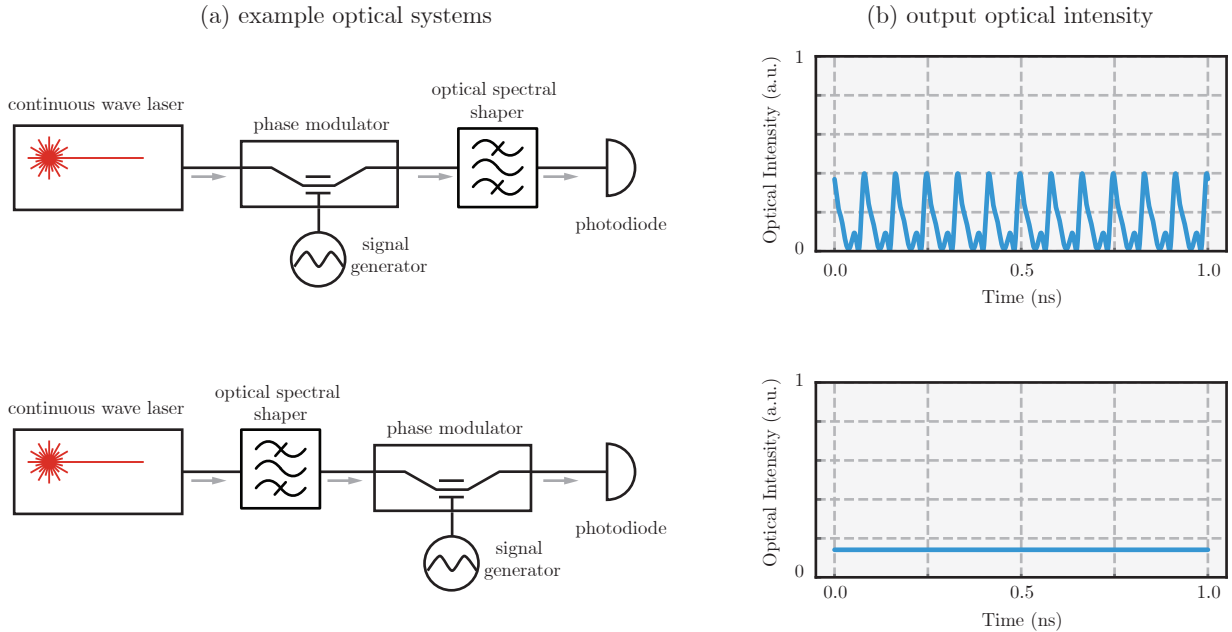 (a) example optical systems
(b) output optical intensity
continuous wave laser
phase modulator
optical spectral
shaper
signal
generator
photodiode
Optical Intensity (a.u.)
1
0
0.0
0.5
1.0
Time (ns)
continuous wave laser
optical spectral
shaper
phase modulator
signal
generator
photodiode
Optical Intensity (a.u.)
1
0
0.0
0.5
1.0
Time (ns)